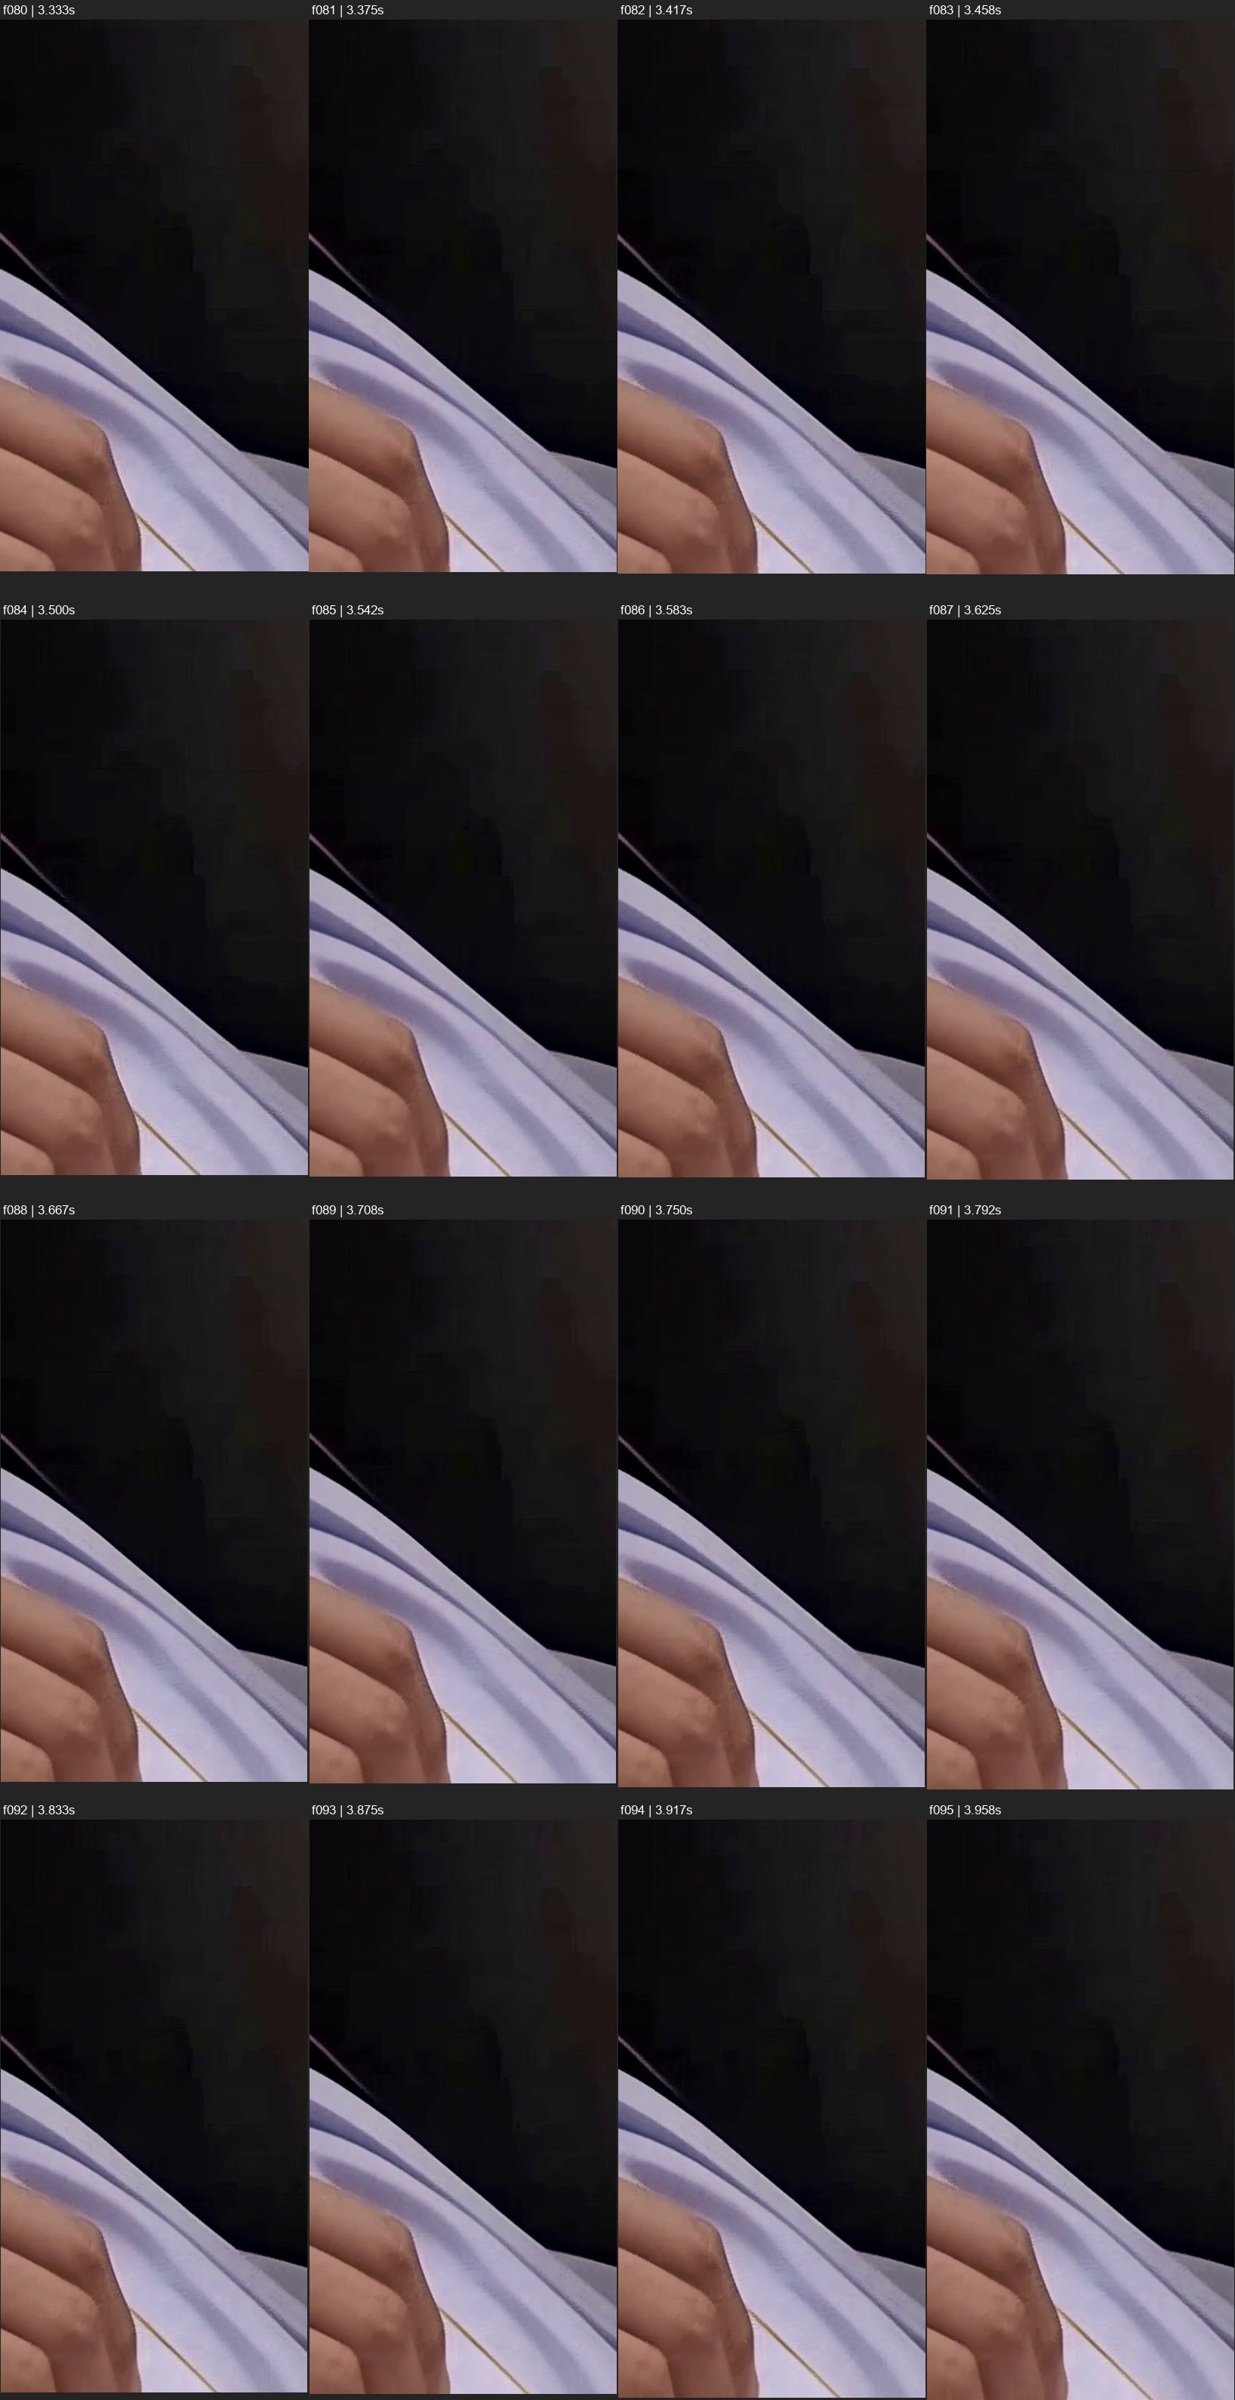 f080 | 3.333s
f081 | 3.375s
f082 | 3.417s
f083 | 3.458s
f084 | 3.500s
f085 | 3.542s
f086 | 3.583s
f087 | 3.625s
f088 | 3.667s
f089 | 3.708s
f090 | 3.750s
f091 | 3.792s
f092 | 3.833s
f093 | 3.875s
f094 | 3.917s
f095 | 3.958s